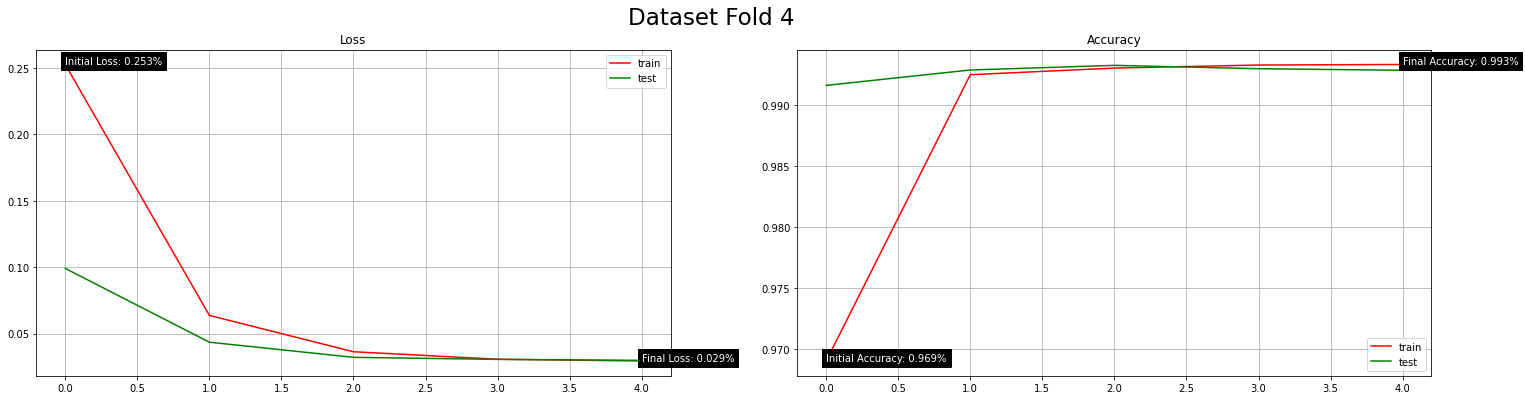 Dataset Fold 4
Loss
Initial Loss: 0.253%
train
test
0.25
0.20
0.15
0.10
0.05
Final Loss: 0.029%
0.0 0.5 1.0 1.5 2.0 2.5 3.0 3.5 4.0
Accuracy
Final Accuracy: 0.993%
0.990
0.985
0.980
0.975
0.970
Initial Accuracy: 0.969%
train
test
0.0 0.5 1.0 1.5 2.0 2.5 3.0 3.5 4.0